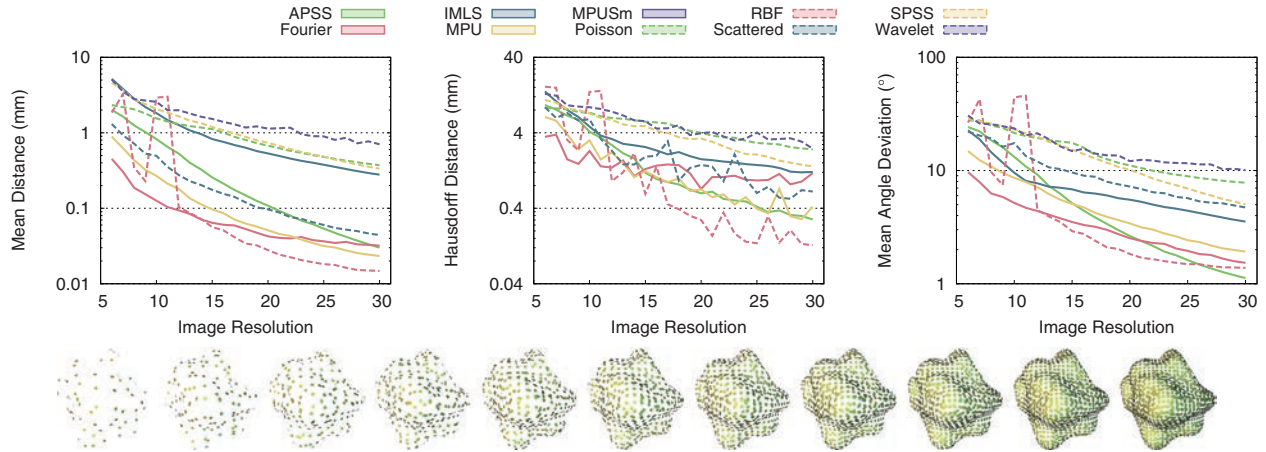 APSS IMLS MPUSm RBF SPSS
Fourier MPU Poisson Scattered Wavelet
Mean Distance (mm)
10
1
0.1
0.01
5 10 15 20 25 30
Image Resolution
Hausdorff Distance (mm)
40
4
0.4
0.04
5 10 15 20 25 30
Image Resolution
Mean Angle Deviation (°)
100
10
1
5 10 15 20 25 30
Image Resolution